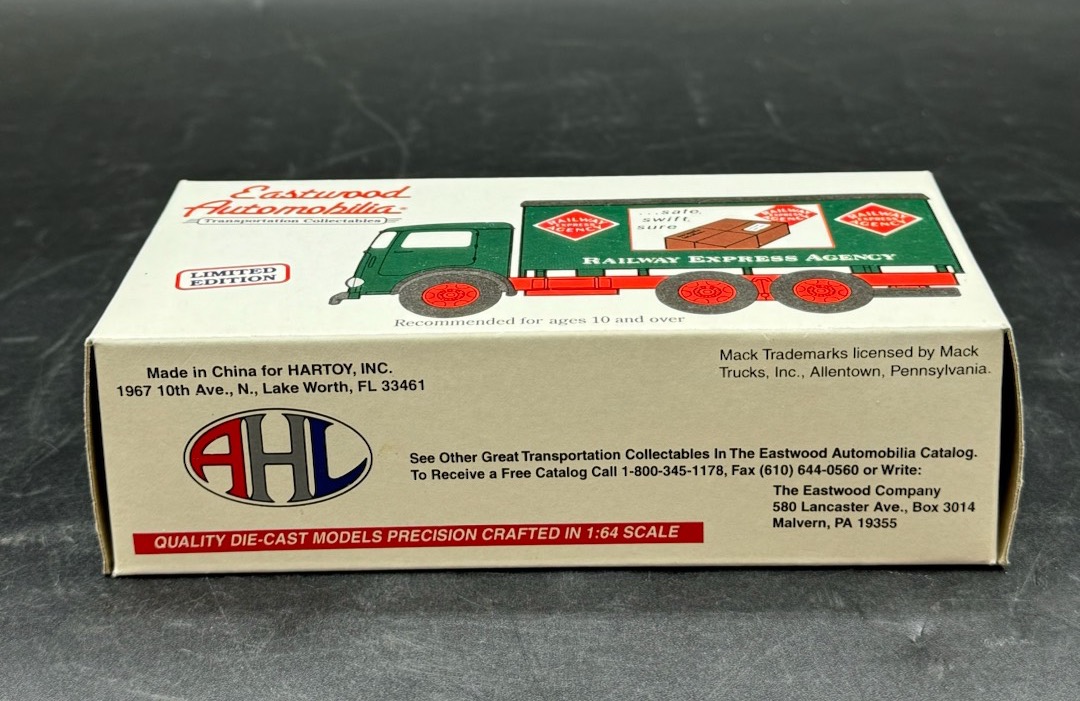 Eastwood
Automobilia
Transportation Collectables
LIMITED
EDITION
RAILWAY
EXPRESS
AGENCY
...safe,
swift,
sure
RAILWAY
EXPRESS
AGENCY
RAILWAY
EXPRESS
AGENCY
RAILWAY EXPRESS AGENCY
Recommended for ages 10 and over
Made in China for HARTOY, INC.
1967 10th Ave., N., Lake Worth, FL 33461
Mack Trademarks licensed by Mack
Trucks, Inc., Allentown, Pennsylvania.
AHL
See Other Great Transportation Collectables In The Eastwood Automobilia Catalog.
To Receive a Free Catalog Call 1-800-345-1178, Fax (610) 644-0560 or Write:
The Eastwood Company
580 Lancaster Ave., Box 3014
Malvern, PA 19355
QUALITY DIE-CAST MODELS PRECISION CRAFTED IN 1:64 SCALE